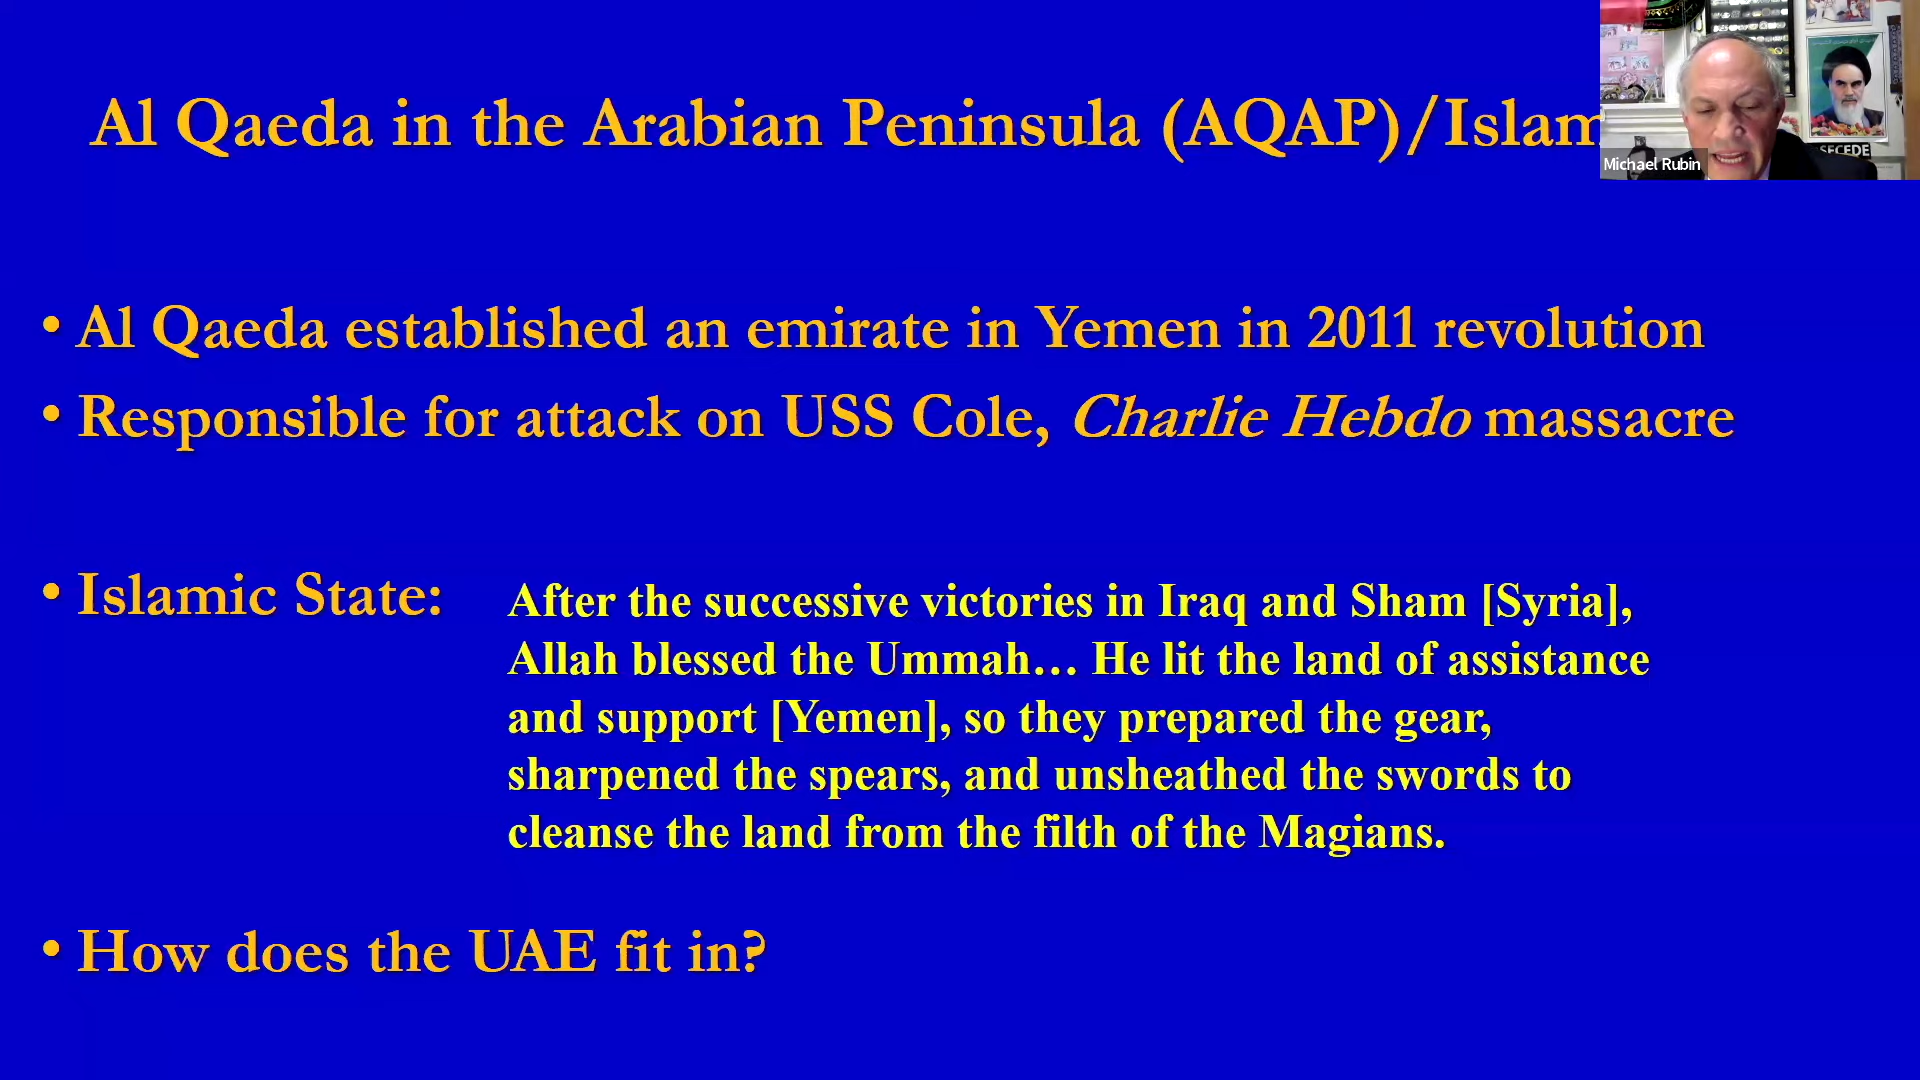 Al Qaeda in the Arabian Peninsula (AQAP)/Islam
Michael Rubin
SECEDE
• Al Qaeda established an emirate in Yemen in 2011 revolution
• Responsible for attack on USS Cole, Charlie Hebdo massacre
• Islamic State:
After the successive victories in Iraq and Sham [Syria],
Allah blessed the Ummah… He lit the land of assistance
and support [Yemen], so they prepared the gear,
sharpened the spears, and unsheathed the swords to
cleanse the land from the filth of the Magians.
• How does the UAE fit in?